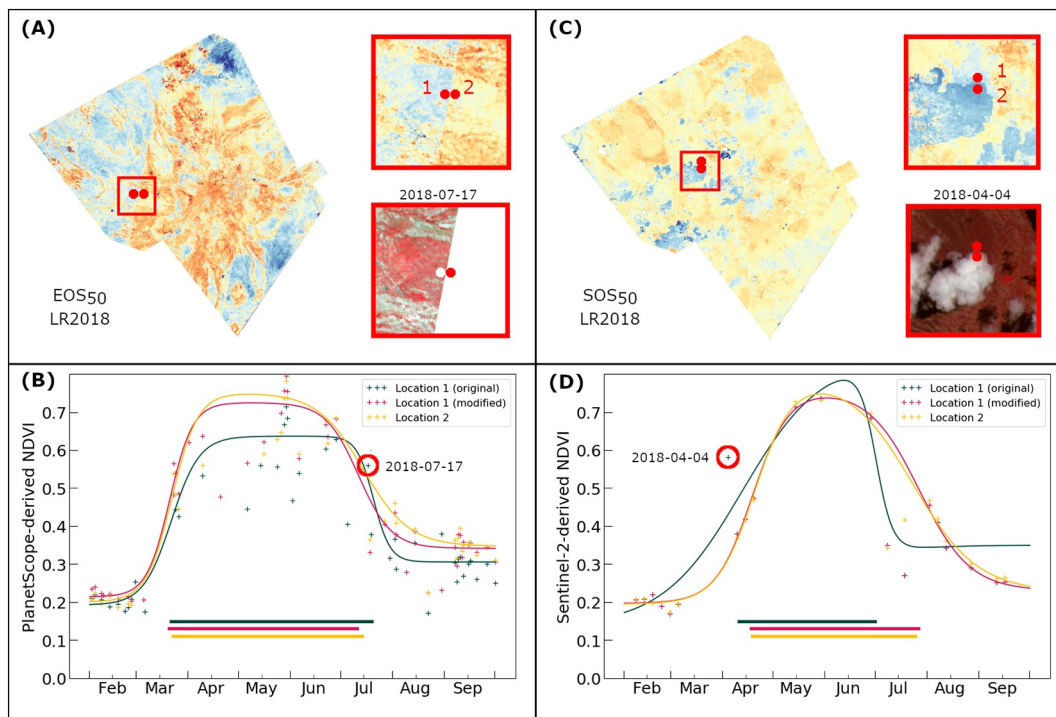 (A)
1 2
2018-07-17
EOS50
LR2018
(C)
1
2
2018-04-04
SOS50
LR2018
(B)
PlanetScope-derived NDVI
0.7
0.6
0.5
0.4
0.3
0.2
0.1
0.0
Location 1 (original)
Location 1 (modified)
Location 2
2018-07-17
Feb Mar Apr May Jun Jul Aug Sep
(D)
Sentinel-2-derived NDVI
0.7
0.6
0.5
0.4
0.3
0.2
0.1
0.0
Location 1 (original)
Location 1 (modified)
Location 2
2018-04-04
Feb Mar Apr May Jun Jul Aug Sep